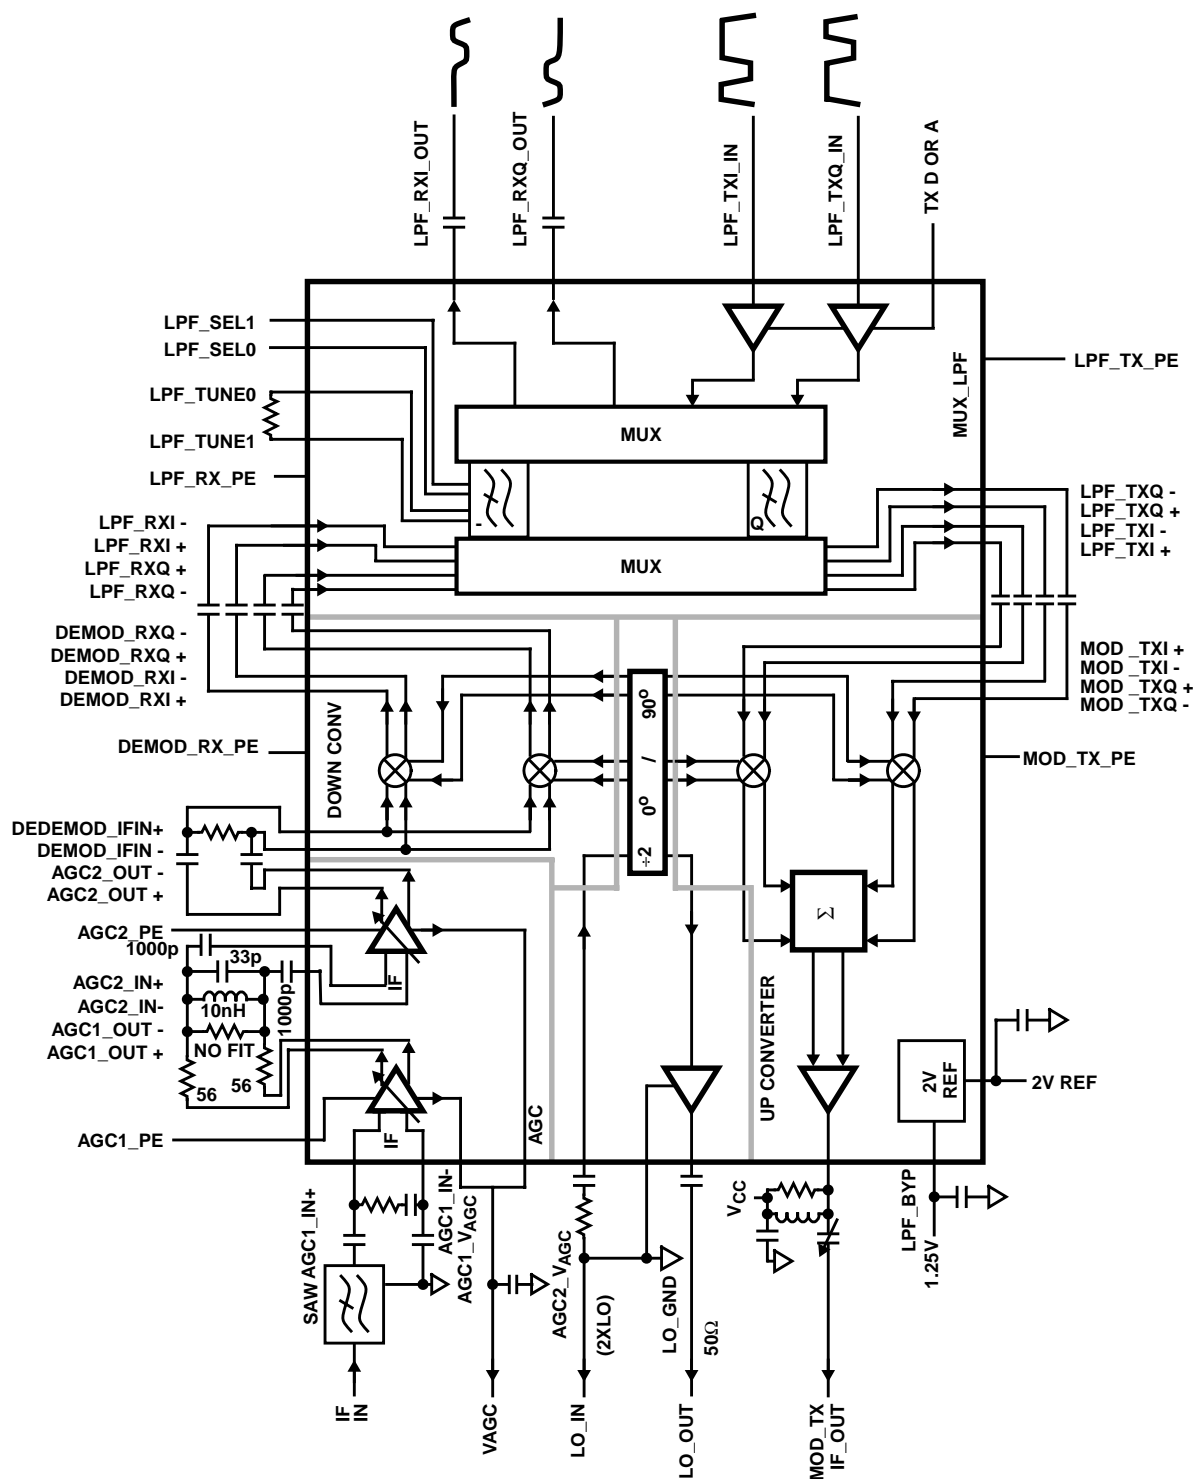 LPF_RXI_OUT
LPF_RXQ_OUT
LPF_TXI_IN
LPF_TXQ_IN
TX D OR A
LPF_SEL1
LPF_SEL0
LPF_TUNE0
LPF_TUNE1
LPF_RX_PE
LPF_TX_PE
MUX_LPF
MUX
-
Q
MUX
LPF_RXI -
LPF_RXI +
LPF_RXQ +
LPF_RXQ -
LPF_TXQ -
LPF_TXQ +
LPF_TXI -
LPF_TXI +
DEMOD_RXQ -
DEMOD_RXQ +
DEMOD_RXI -
DEMOD_RXI +
MOD _TXI +
MOD _TXI -
MOD _TXQ +
MOD _TXQ -
DEMOD_RX_PE
DOWN CONV
÷2 0º / 90º
MOD_TX_PE
DEDEMOD_IFIN+
DEMOD_IFIN -
AGC2_OUT -
AGC2_OUT +
AGC2_PE
1000p
33p
AGC2_IN+
AGC2_IN-
10nH
1000p
AGC1_OUT -
AGC1_OUT +
NO FIT
56
56
IF
IF
AGC1_PE
AGC
Σ
UP CONVERTER
2V
REF
2V REF
SAW
AGC1_IN+
AGC1_IN-
AGC1_VAGC
AGC2_VAGC
(2XLO)
LO_GND
50Ω
VCC
LPF_BYP
1.25V
IF
IN
VAGC
LO_IN
LO_OUT
MOD_TX
IF_OUT